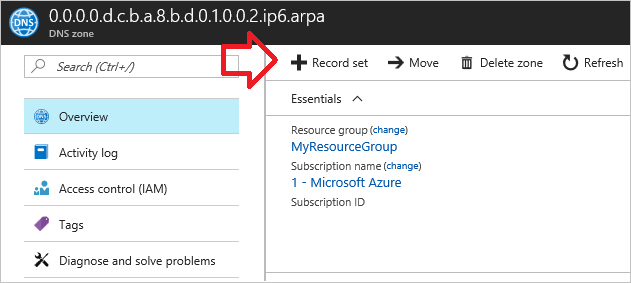 0.0.0.0.d.c.b.a.8.b.d.0.1.0.0.2.ip6.arpa
DNS
DNS zone
Search (Ctrl+/)
+ Record set → Move Delete zone Refresh
Essentials
Overview
Activity log
Access control (IAM)
Tags
Diagnose and solve problems
Resource group (change)
MyResourceGroup
Subscription name (change)
1 - Microsoft Azure
Subscription ID